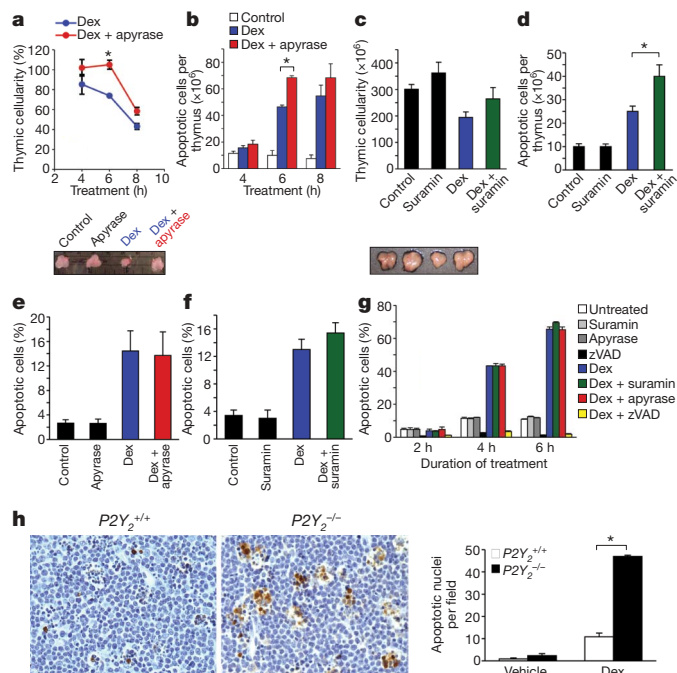 a
Dex
Dex + apyrase
Thymic cellularity (%)
120
100
80
60
40
20
0
*
2 4 6 8 10
Treatment (h)
Control
Apyrase
Dex
Dex + apyrase
b
Control
Dex
Dex + apyrase
Apoptotic cells per thymus (×10⁶)
80
60
40
20
0
*
4 6 8
Treatment (h)
c
Thymic cellularity (×10⁶)
400
300
200
100
0
Control
Suramin
Dex
Dex + suramin
d
Apoptotic cells per thymus (×10⁶)
50
40
30
20
10
0
*
Control
Suramin
Dex
Dex + suramin
e
Apoptotic cells (%)
20
16
12
8
4
0
Control
Apyrase
Dex
Dex + apyrase
f
Apoptotic cells (%)
16
12
8
4
0
Control
Suramin
Dex
Dex + suramin
g
Apoptotic cells (%)
80
60
40
20
0
2 h 4 h 6 h
Duration of treatment
Untreated
Suramin
Apyrase
zVAD
Dex
Dex + suramin
Dex + apyrase
Dex + zVAD
h
P2Y₂⁺/⁺
P2Y₂⁻/⁻
P2Y₂⁺/⁺
P2Y₂⁻/⁻
Apoptotic nuclei per field
50
40
30
20
10
0
*
Vehicle Dex